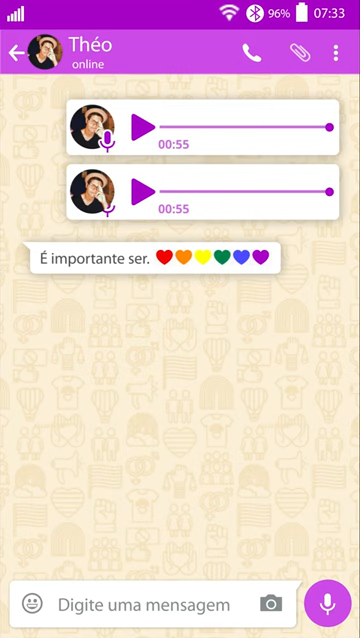 96% 07:33
Théo
online
00:55
00:55
É importante ser. ❤️🧡💛💚💙💜
Digite uma mensagem